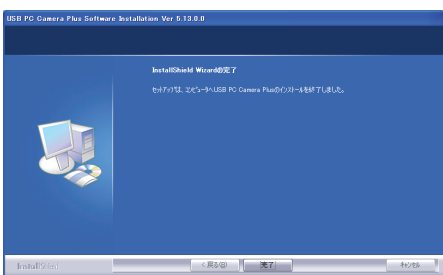 USB PC Camera Plus Software Installation Ver 5.13.0.0
InstallShield Wizardの完了
セットアップは、コンピュータへUSB PC Camera Plusのインストールを終了しました。
InstallShield
< 戻る(B)
完了
キャンセル